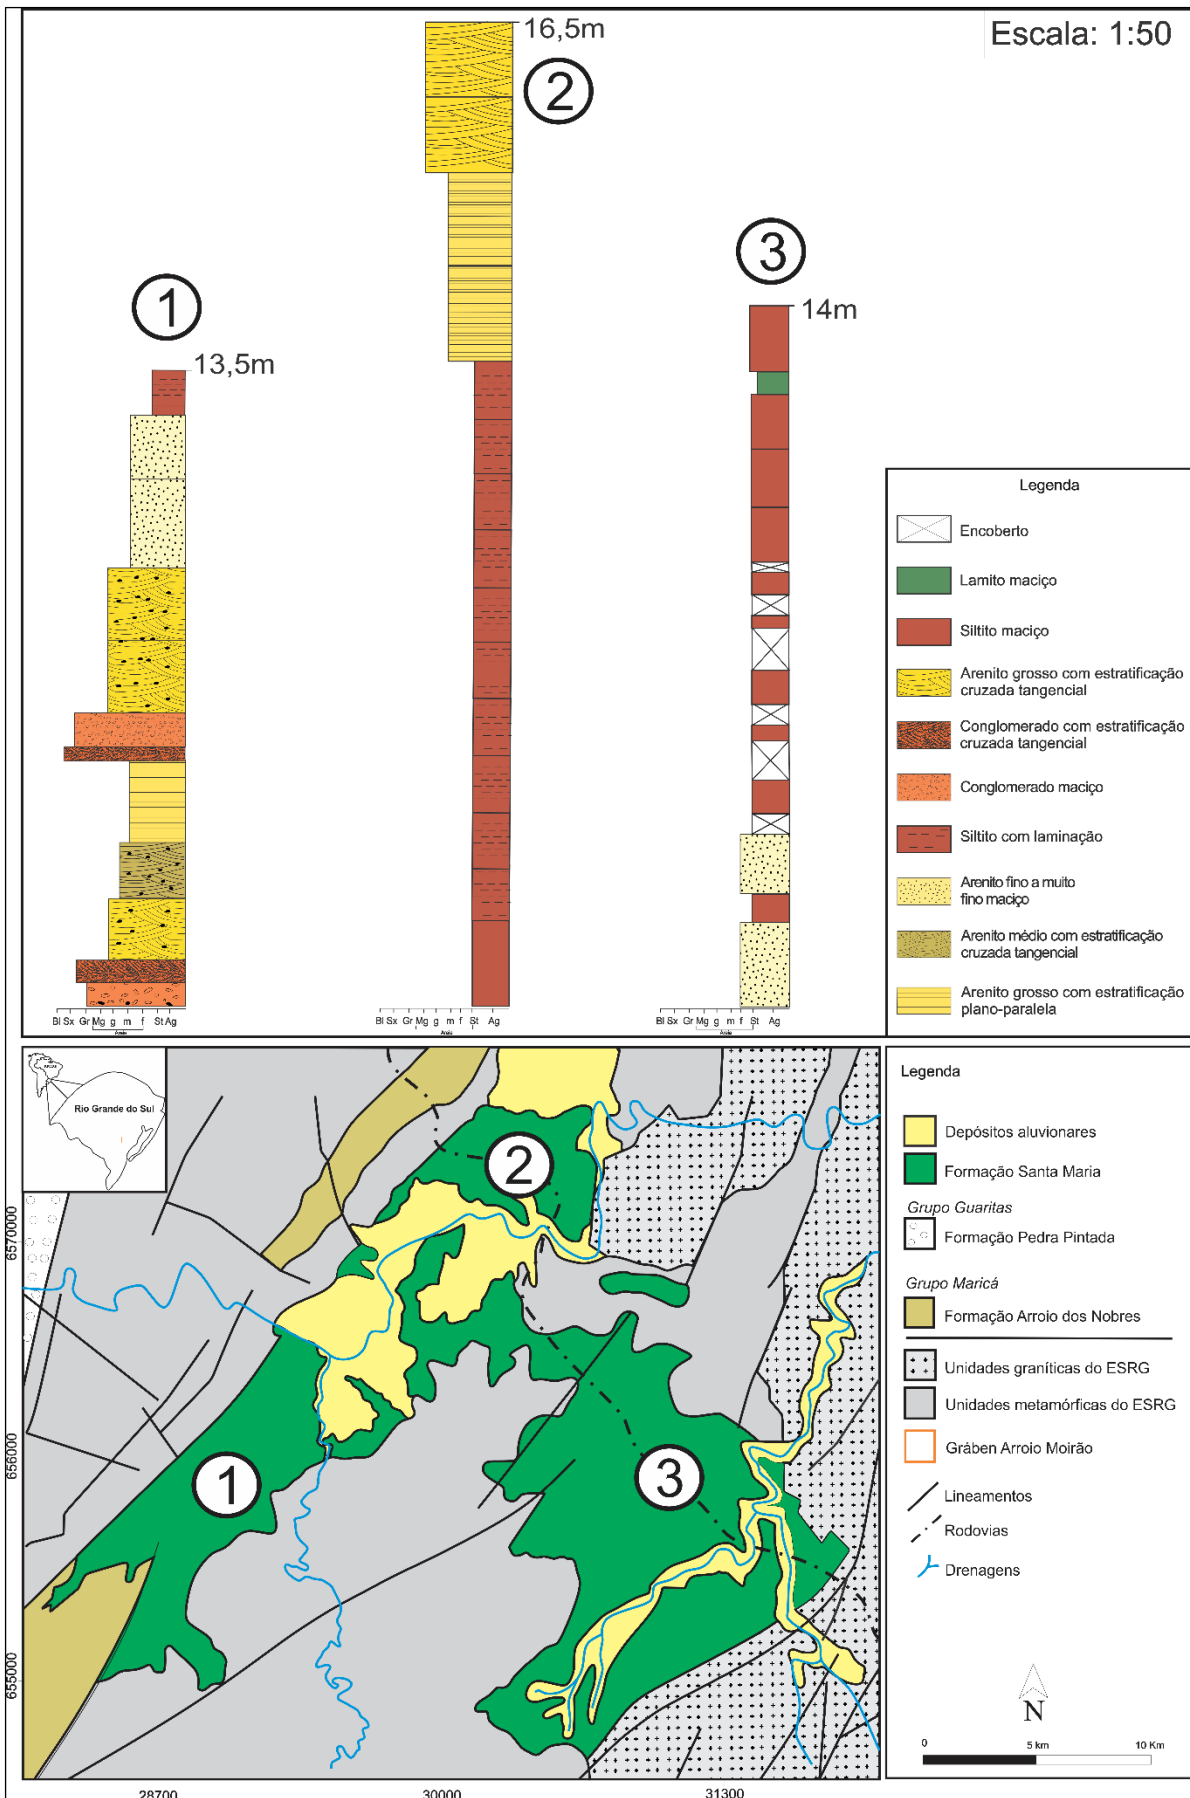 Escala: 1:50
16,5m
2
3
14m
1
13,5m
Legenda
Encoberto
Lamito maciço
Siltito maciço
Arenito grosso com estratificação
cruzada tangencial
Conglomerado com estratificação
cruzada tangencial
Conglomerado maciço
Siltito com laminação
Arenito fino a muito
fino maciço
Arenito médio com estratificação
cruzada tangencial
Arenito grosso com estratificação
plano-paralela
Bl Sx Gr Mg g m f St Ag
Areia
Bl Sx Gr Mg g m f St Ag
Areia
Bl Sx Gr Mg g m f St Ag
Areia
Rio Grande do Sul
2
1
3
6570000
656000
655000
28700
30000
31300
Legenda
Depósitos aluvionares
Formação Santa Maria
Grupo Guaritas
Formação Pedra Pintada
Grupo Maricá
Formação Arroio dos Nobres
Unidades graníticas do ESRG
Unidades metamórficas do ESRG
Gráben Arroio Moirão
Lineamentos
Rodovias
Drenagens
N
0 5 km 10 Km